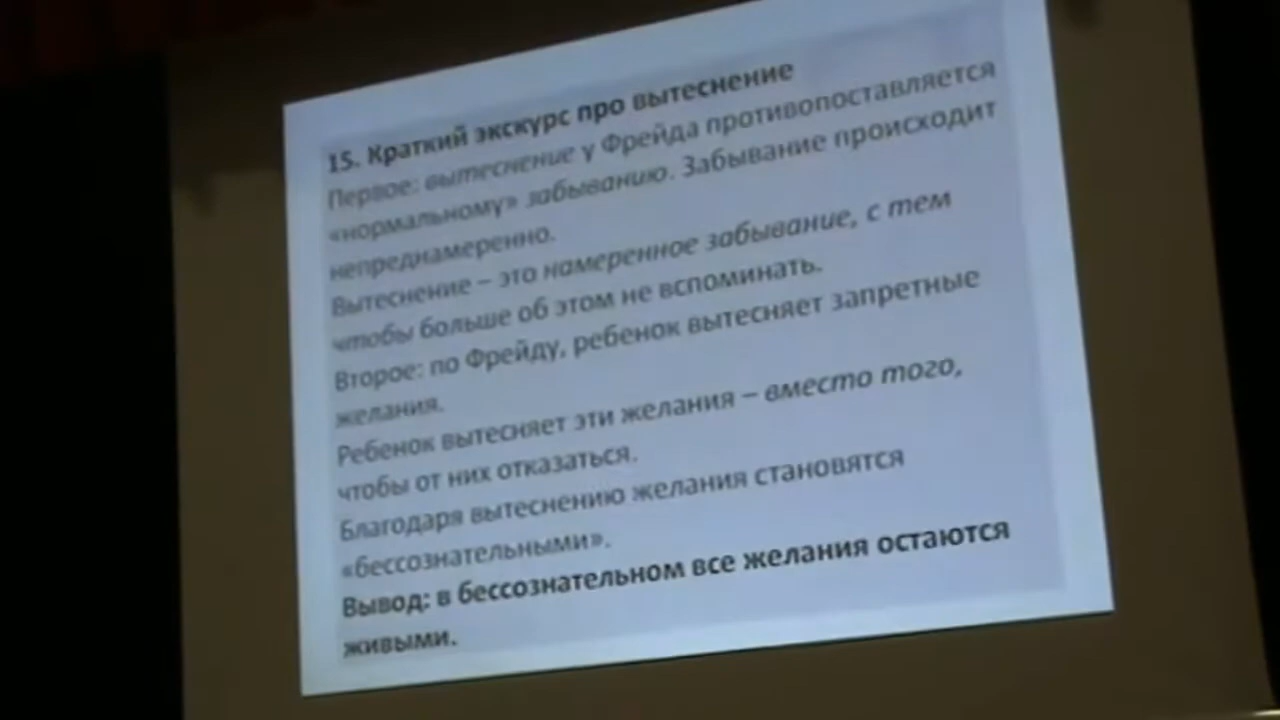 15. Краткий экскурс про вытеснение
Первое: вытеснение у Фрейда противопоставляется
«нормальному» забыванию. Забывание происходит
непреднамеренно.
Вытеснение – это намеренное забывание, с тем
чтобы больше об этом не вспоминать.
Второе: по Фрейду, ребенок вытесняет запретные
желания.
Ребенок вытесняет эти желания – вместо того,
чтобы от них отказаться.
Благодаря вытеснению желания становятся
«бессознательными».
Вывод: в бессознательном все желания остаются
живыми.